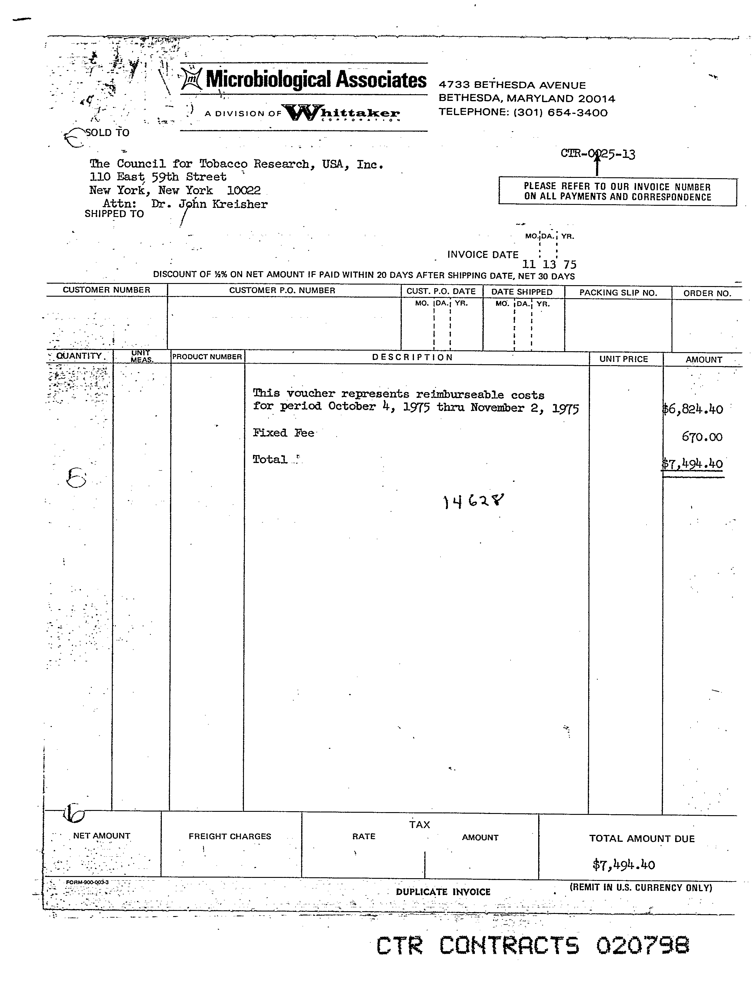 Microbiological Associates
A DIVISION OF Whittaker
CORPORATION
4733 BETHESDA AVENUE
BETHESDA, MARYLAND 20014
TELEPHONE: (301) 654-3400
SOLD TO
CTR-0025-13
The Council for Tobacco Research, USA, Inc.
110 East 59th Street
New York, New York 10022
Attn: Dr. John Kreisher
PLEASE REFER TO OUR INVOICE NUMBER
ON ALL PAYMENTS AND CORRESPONDENCE
SHIPPED TO
MO. DA. YR.
INVOICE DATE
11 13 75
DISCOUNT OF ½% ON NET AMOUNT IF PAID WITHIN 20 DAYS AFTER SHIPPING DATE, NET 30 DAYS
CUSTOMER NUMBER CUSTOMER P.O. NUMBER CUST. P.O. DATE DATE SHIPPED PACKING SLIP NO. ORDER NO.
MO. DA. YR. MO. DA. YR.
QUANTITY UNIT MEAS. PRODUCT NUMBER DESCRIPTION UNIT PRICE AMOUNT
This voucher represents reimburseable costs
for period October 4, 1975 thru November 2, 1975 $6,824.40
Fixed Fee 670.00
Total $7,494.40
14628
TAX
NET AMOUNT FREIGHT CHARGES RATE AMOUNT TOTAL AMOUNT DUE
$7,494.40
FORM-900-003-3
DUPLICATE INVOICE
(REMIT IN U.S. CURRENCY ONLY)
CTR CONTRACTS 020798